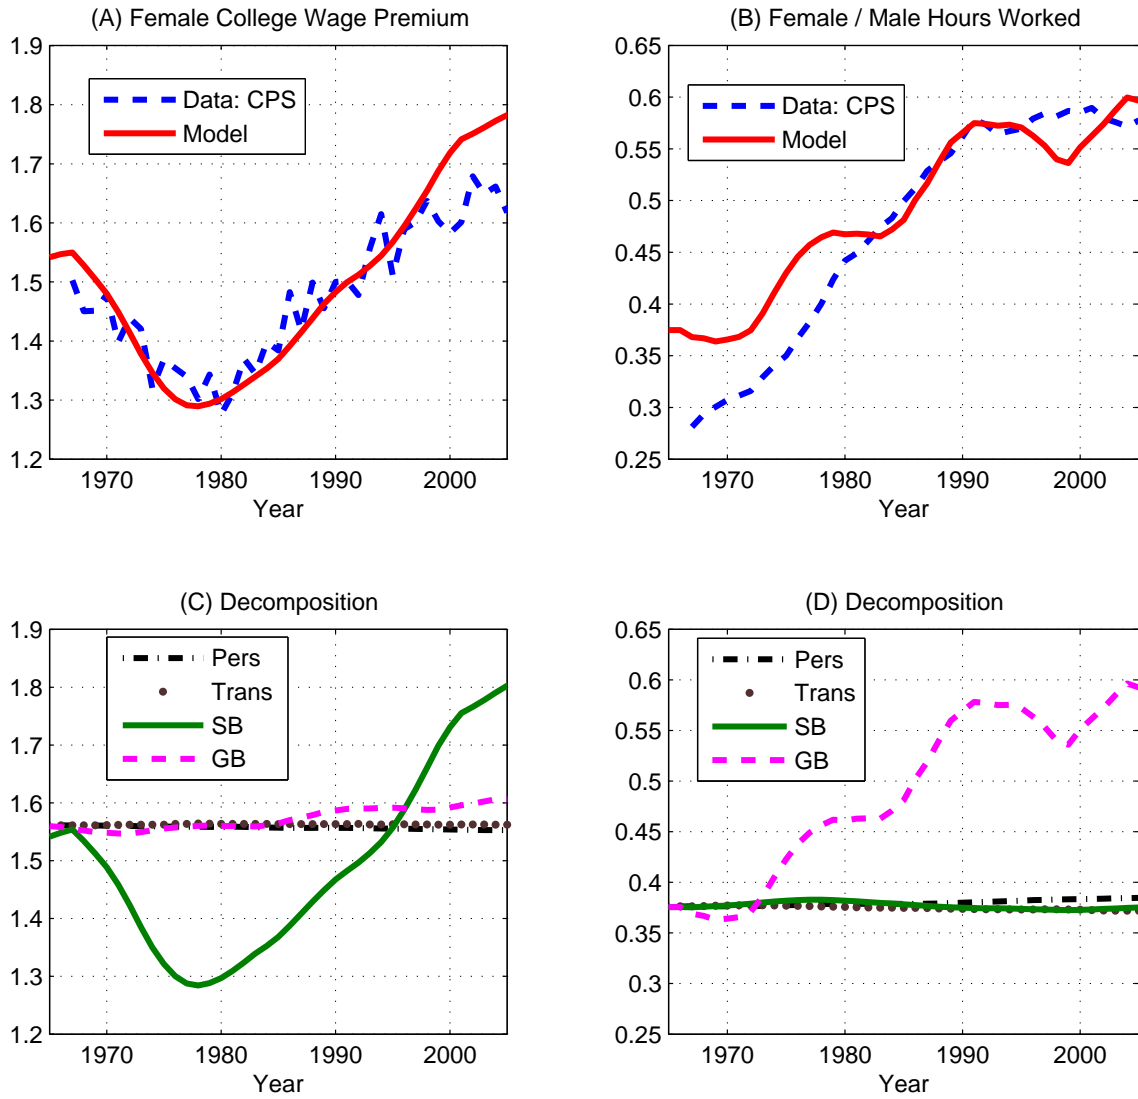 (A) Female College Wage Premium
1.9
1.8
1.7
1.6
1.5
1.4
1.3
1.2
Data: CPS
Model
1970 1980 1990 2000
Year
(B) Female / Male Hours Worked
0.65
0.6
0.55
0.5
0.45
0.4
0.35
0.3
0.25
Data: CPS
Model
1970 1980 1990 2000
Year
(C) Decomposition
1.9
1.8
1.7
1.6
1.5
1.4
1.3
1.2
Pers
Trans
SB
GB
1970 1980 1990 2000
Year
(D) Decomposition
0.65
0.6
0.55
0.5
0.45
0.4
0.35
0.3
0.25
Pers
Trans
SB
GB
1970 1980 1990 2000
Year